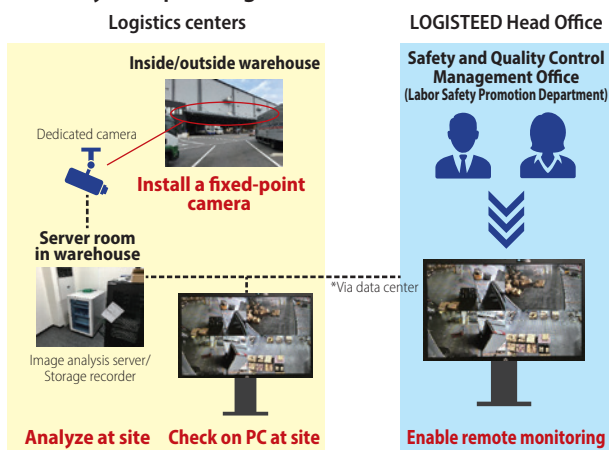 Logistics centers
LOGISTEED Head Office
Inside/outside warehouse
Dedicated camera
Install a fixed-point
camera
Server room
in warehouse
Image analysis server/
Storage recorder
*Via data center
Analyze at site
Check on PC at site
Safety and Quality Control
Management Office
(Labor Safety Promotion Department)
Enable remote monitoring